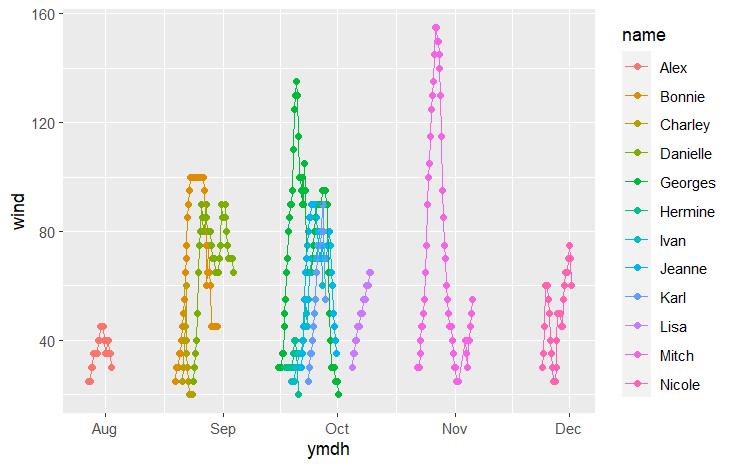 160
120
80
40
wind
Aug Sep Oct Nov Dec
ymdh
name
Alex
Bonnie
Charley
Danielle
Georges
Hermine
Ivan
Jeanne
Karl
Lisa
Mitch
Nicole